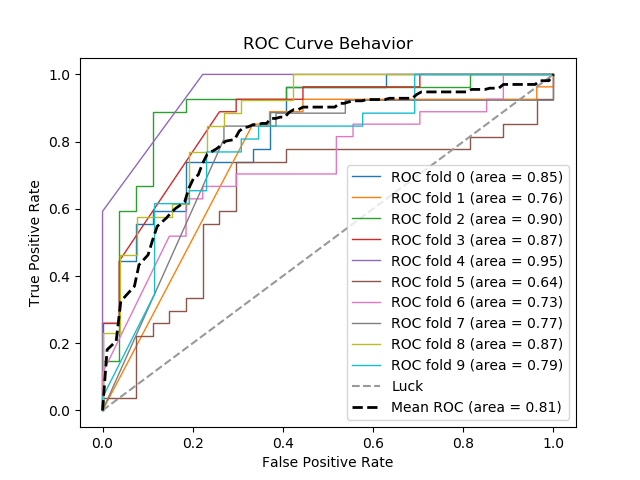 ROC Curve Behavior
True Positive Rate
1.0
0.8
0.6
0.4
0.2
0.0
ROC fold 0 (area = 0.85)
ROC fold 1 (area = 0.76)
ROC fold 2 (area = 0.90)
ROC fold 3 (area = 0.87)
ROC fold 4 (area = 0.95)
ROC fold 5 (area = 0.64)
ROC fold 6 (area = 0.73)
ROC fold 7 (area = 0.77)
ROC fold 8 (area = 0.87)
ROC fold 9 (area = 0.79)
Luck
Mean ROC (area = 0.81)
0.0 0.2 0.4 0.6 0.8 1.0
False Positive Rate